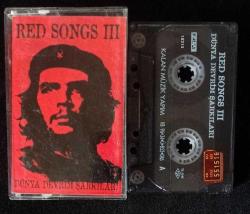 RED SONGS III
DÜNYA DEVRİM ŞARKILARI
RED SONGS III
DÜNYA DEVRİM ŞARKILARI
KALAN MÜZİK YAPIM
A